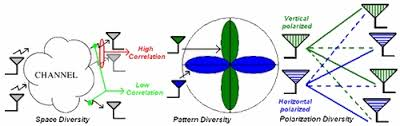 CHANNEL
High
Correlation
Low
Correlation
Space Diversity
Pattern Diversity
Vertical
polarized
Horizontal
polarized
Polarization Diversity